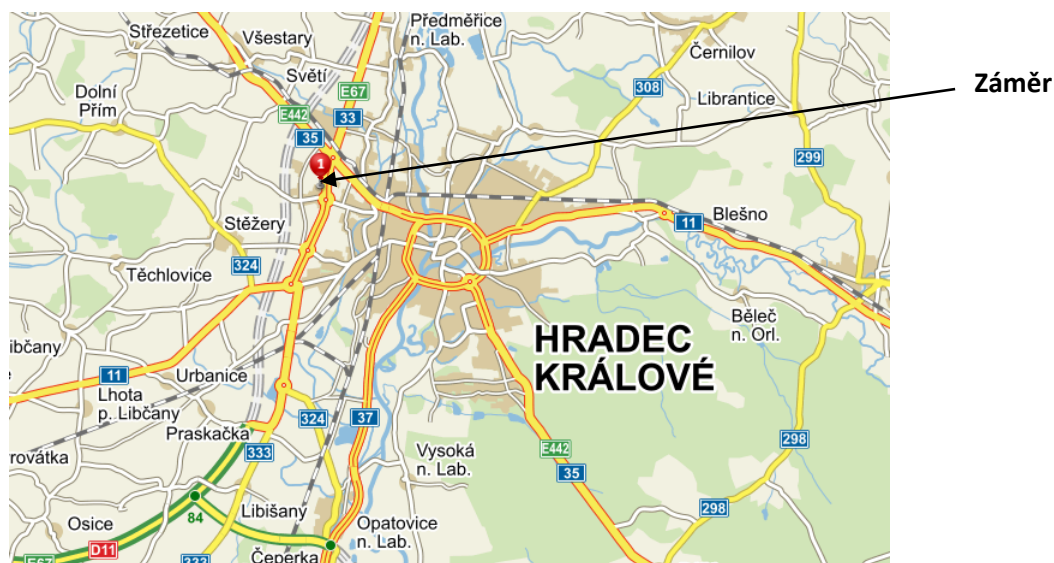 Předměřice
n. Lab.
Střezetice
Všestary
Černilov
Světí
Záměr
Dolní
Přím
E67
308
Librantice
E442
33
35
1
299
Blešno
11
Stěžery
324
Těchlovice
Běleč
n. Orl.
HRADEC
KRÁLOVÉ
ibčany
11
Urbanice
Lhota
p. Libčany
324
37
Praskačka
298
rovátka
333
Vysoká
n. Lab.
E442
35
298
Osice
84
Libišany
Opatovice
n. Lab.
D11
E67
333
Čeperka